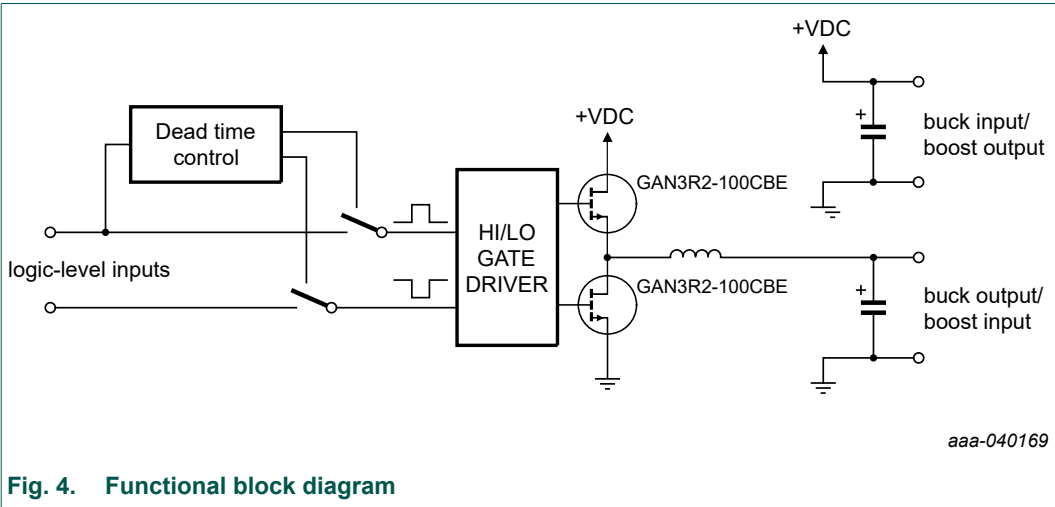 +VDC
+
buck input/
boost output
Dead time
control
+VDC
GAN3R2-100CBE
HI/LO
GATE
DRIVER
logic-level inputs
GAN3R2-100CBE
+
buck output/
boost input
aaa-040169
Fig. 4. Functional block diagram